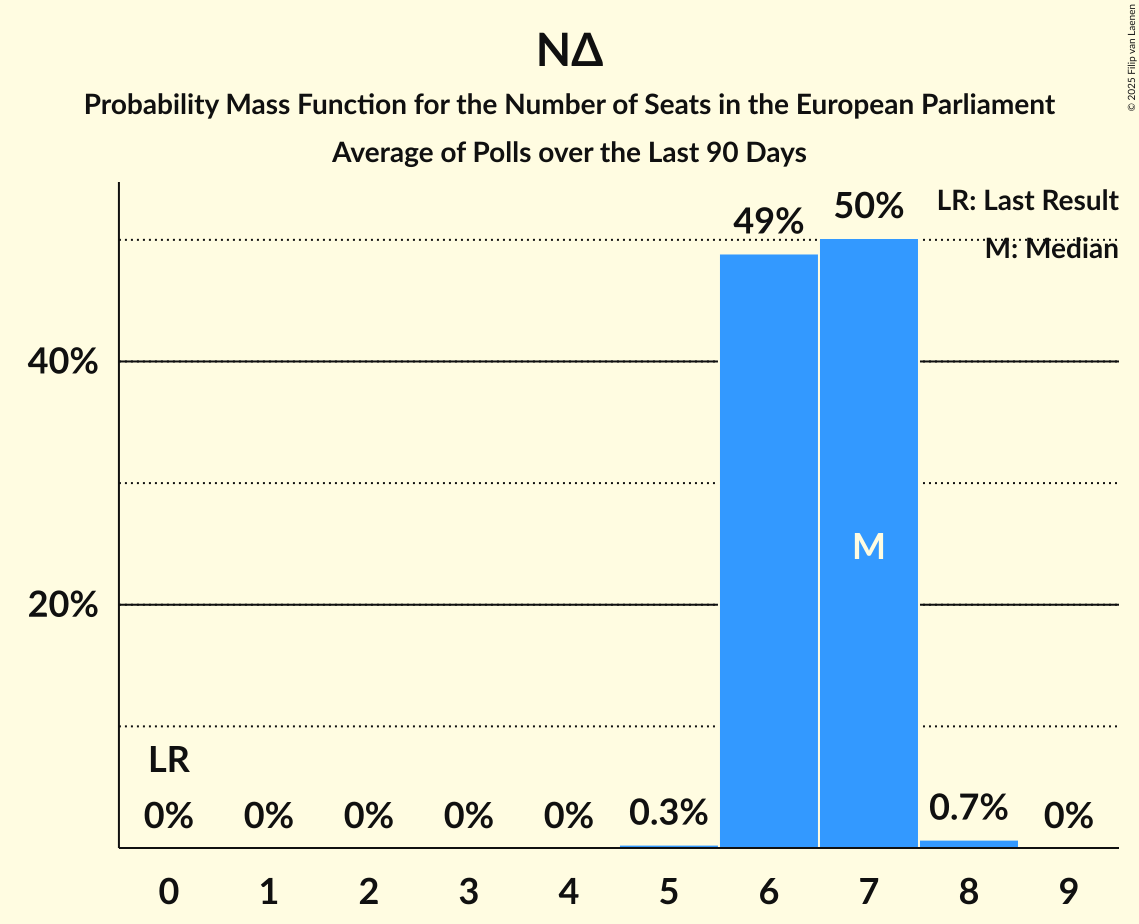 ΝΔ
Probability Mass Function for the Number of Seats in the European Parliament
Average of Polls over the Last 90 Days
© 2025 Filip van Laenen
LR: Last Result
M: Median
49%
50%
40%
20%
M
LR
0%
0%
0%
0%
0%
0.3%
0.7%
0%
0
1
2
3
4
5
6
7
8
9